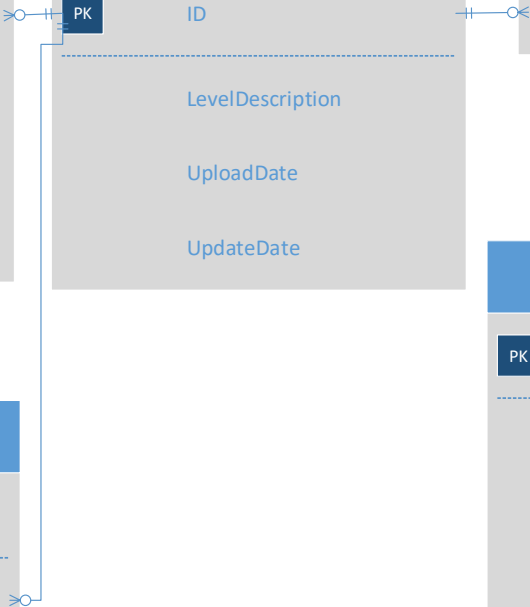 PK ID
LevelDescription
UploadDate
UpdateDate
PK